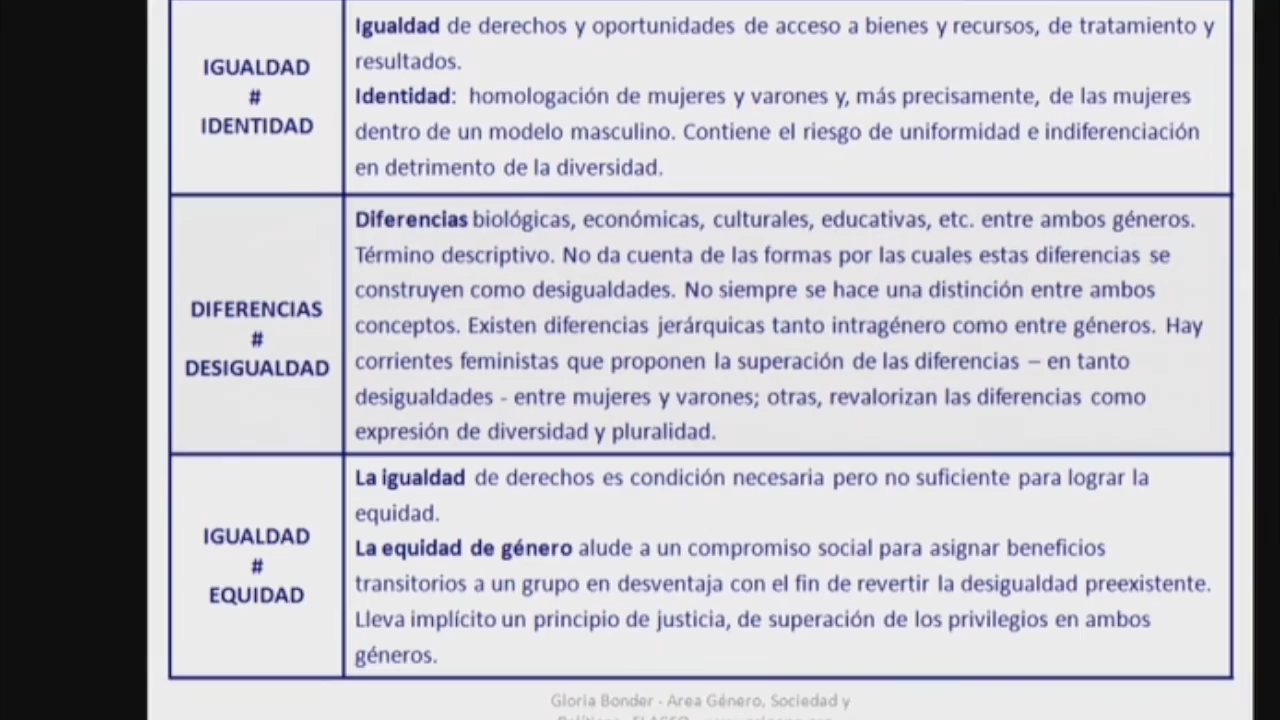 IGUALDAD
#
IDENTIDAD
Igualdad de derechos y oportunidades de acceso a bienes y recursos, de tratamiento y
resultados.
Identidad: homologación de mujeres y varones y, más precisamente, de las mujeres
dentro de un modelo masculino. Contiene el riesgo de uniformidad e indiferenciación
en detrimento de la diversidad.
DIFERENCIAS
#
DESIGUALDAD
Diferencias biológicas, económicas, culturales, educativas, etc. entre ambos géneros.
Término descriptivo. No da cuenta de las formas por las cuales estas diferencias se
construyen como desigualdades. No siempre se hace una distinción entre ambos
conceptos. Existen diferencias jerárquicas tanto intragénero como entre géneros. Hay
corrientes feministas que proponen la superación de las diferencias – en tanto
desigualdades - entre mujeres y varones; otras, revalorizan las diferencias como
expresión de diversidad y pluralidad.
IGUALDAD
#
EQUIDAD
La igualdad de derechos es condición necesaria pero no suficiente para lograr la
equidad.
La equidad de género alude a un compromiso social para asignar beneficios
transitorios a un grupo en desventaja con el fin de revertir la desigualdad preexistente.
Lleva implícito un principio de justicia, de superación de los privilegios en ambos
géneros.
Gloria Bonder - Area Género, Sociedad y